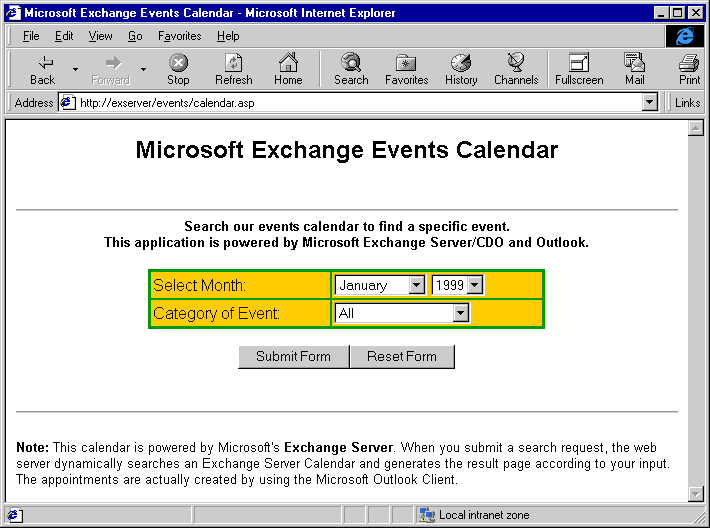 Microsoft Exchange Events Calendar - Microsoft Internet Explorer
File Edit View Go Favorites Help
Back Forward Stop Refresh Home Search Favorites History Channels Fullscreen Mail Print
Address http://exserver/events/calendar.asp Links
Microsoft Exchange Events Calendar
Search our events calendar to find a specific event.
This application is powered by Microsoft Exchange Server/CDO and Outlook.
Select Month: January 1999
Category of Event: All
Submit Form Reset Form
Note: This calendar is powered by Microsoft's Exchange Server. When you submit a search request, the web
server dynamically searches an Exchange Server Calendar and generates the result page according to your input.
The appointments are actually created by using the Microsoft Outlook Client.
Local intranet zone